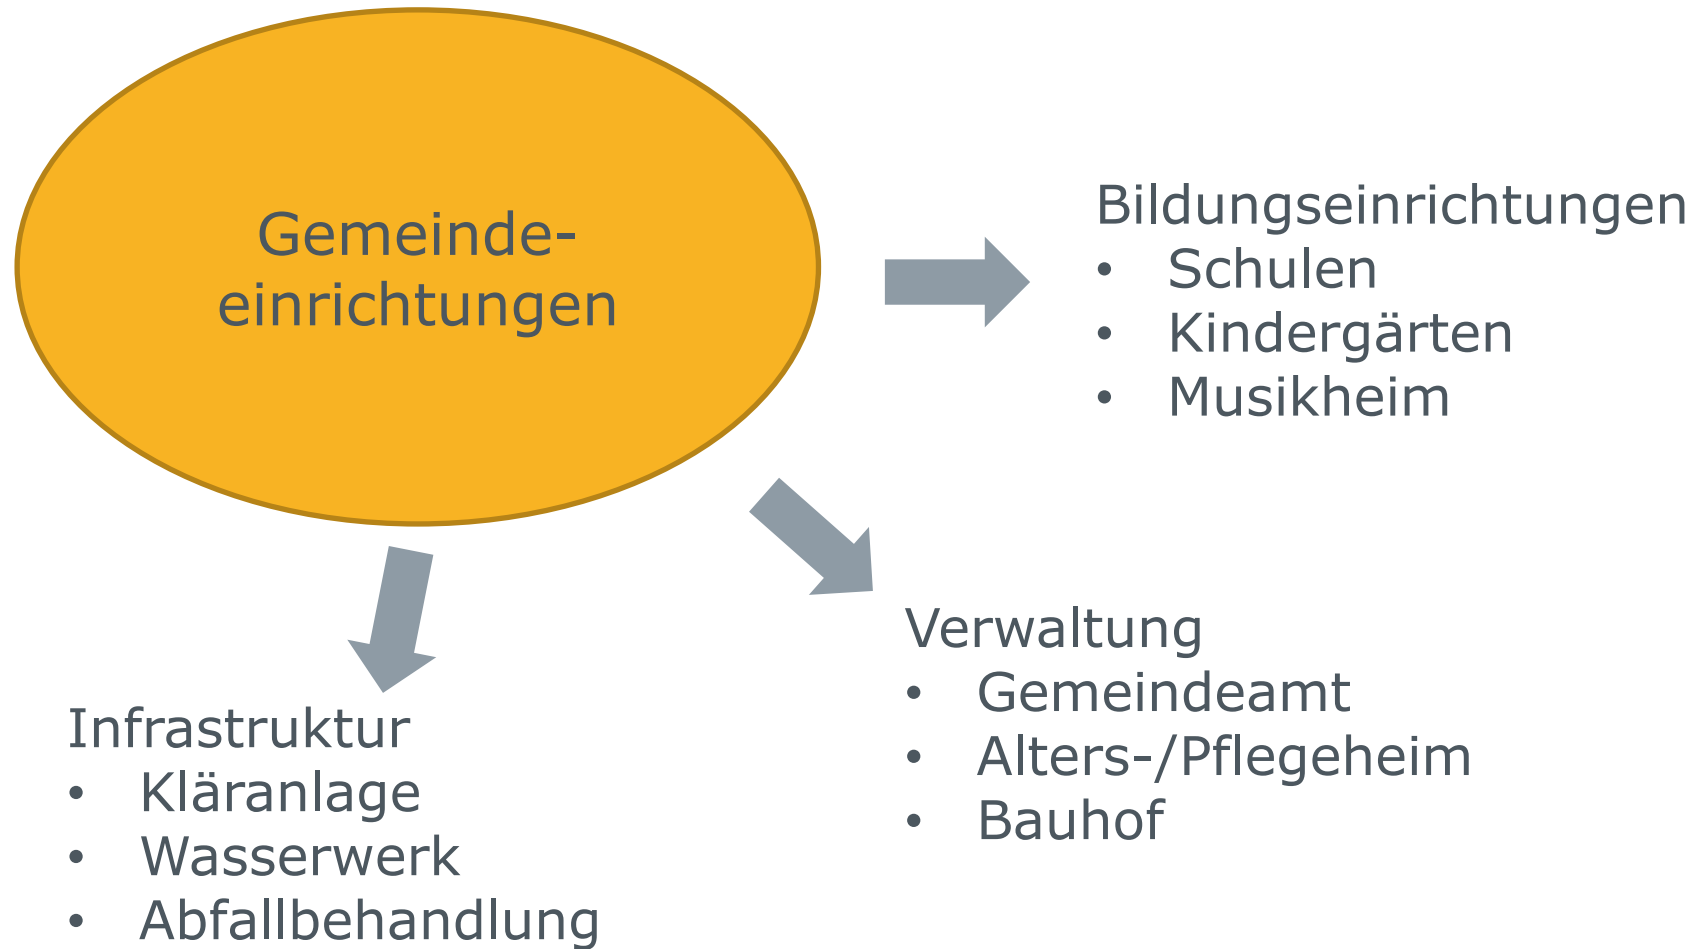 Gemeinde-
einrichtungen
Bildungseinrichtungen
• Schulen
• Kindergärten
• Musikheim
Verwaltung
• Gemeindeamt
• Alters-/Pflegeheim
• Bauhof
Infrastruktur
• Kläranlage
• Wasserwerk
• Abfallbehandlung